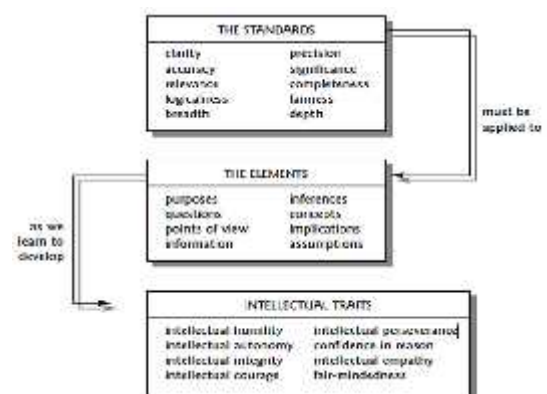 THE STANDARDS
clarity precision
accuracy significance
relevance completeness
logicalness fairness
breadth depth
must be
applied to
THE ELEMENTS
purposes inferences
questions concepts
points of view implications
information assumptions
as we
learn to
develop
INTELLECTUAL TRAITS
intellectual humility intellectual perseverance
intellectual autonomy confidence in reason
intellectual integrity intellectual empathy
intellectual courage fair-mindedness